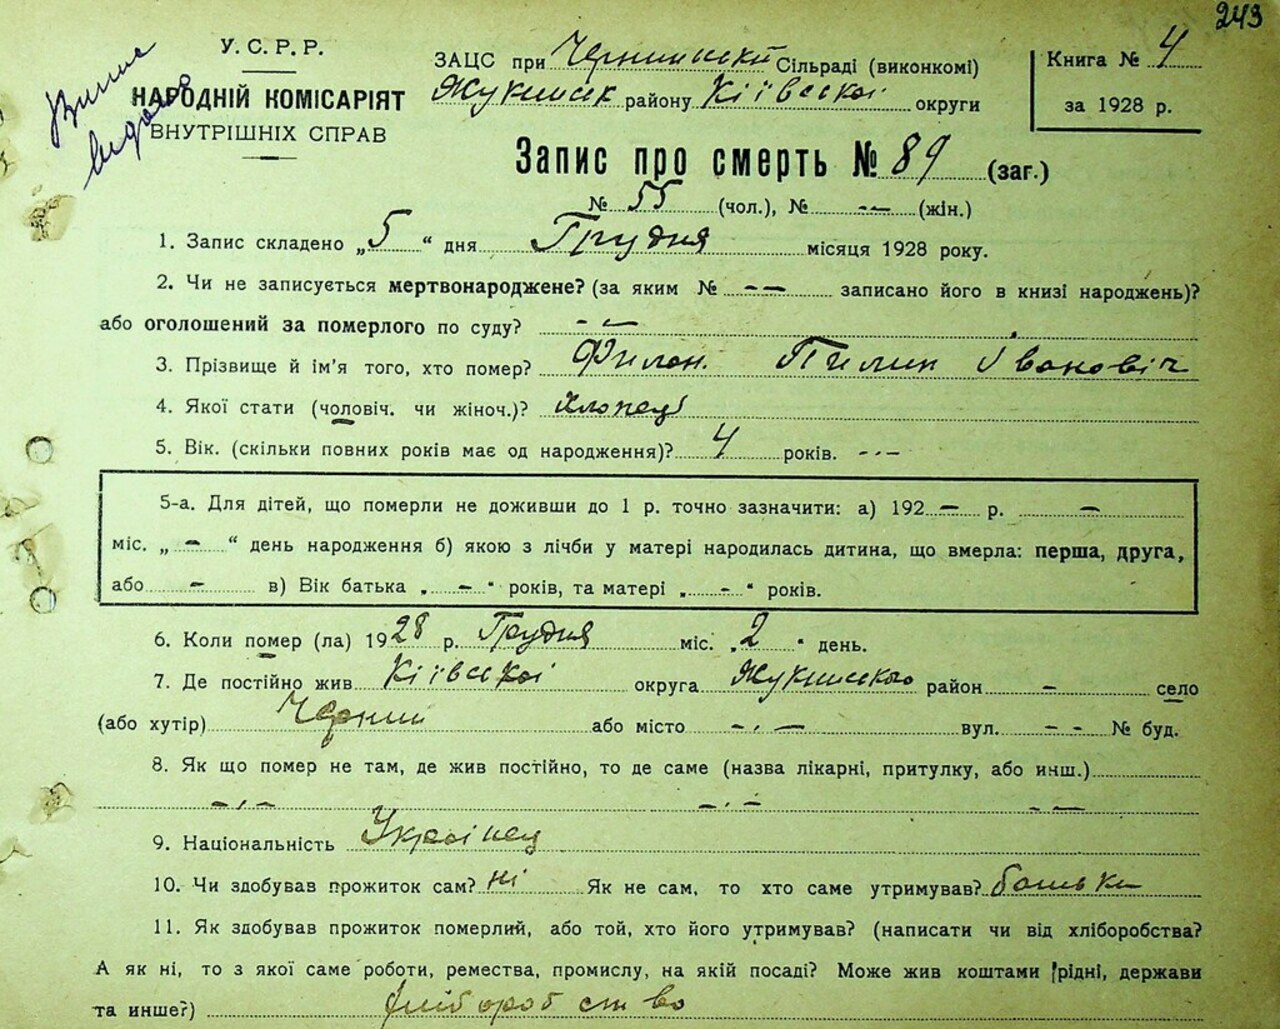 243
Витяг
видано
У. С. Р. Р.
НАРОДНІЙ КОМІСАРІЯТ
ВНУТРІШНІХ СПРАВ
ЗАЦС при Чернинські Сільраді (виконкомі)
Жукинськ району Кіївської округи
Книга № 4
за 1928 р.
Запис про смерть № 89 (заг.)
№ 55 (чол.), № -- (жін.)
1. Запис складено „5“ дня Грудня місяця 1928 року.
2. Чи не записується мертвонароджене? (за яким № -- записано його в книзі народжень)?
або оголошений за померлого по суду? --
3. Прізвище й ім'я того, хто помер? Филон. Пилип Івановіч
4. Якої стати (чоловіч. чи жіноч.)? хлопець
5. Вік. (скільки повних років має од народження)? 4 років. -·-
5-а. Для дітей, що померли не доживши до 1 р. точно зазначити: а) 192 - р. -
міс. „ - “ день народження б) якою з лічби у матері народилась дитина, що вмерла: перша, друга,
або - в) Вік батька „ - “ років, та матері „ - “ років.
6. Коли помер (ла) 1928 р. Грудня міс. „2“ день.
7. Де постійно жив Кіївської округа Жукинського район - село
(або хутір) Чернин або місто -·- вул. -- № буд.
8. Як що помер не там, де жив постійно, то де саме (назва лікарні, притулку, або инш.)
-·- -·- --
9. Національність Украінец
10. Чи здобував прожиток сам? ні Як не сам, то хто саме утримував? батьки
11. Як здобував прожиток померлий, або той, хто його утримував? (написати чи від хліборобства?
А як ні, то з якої саме роботи, ремества, промислу, на якій посаді? Може жив коштами рідні, держави
та инше?) хліборобство